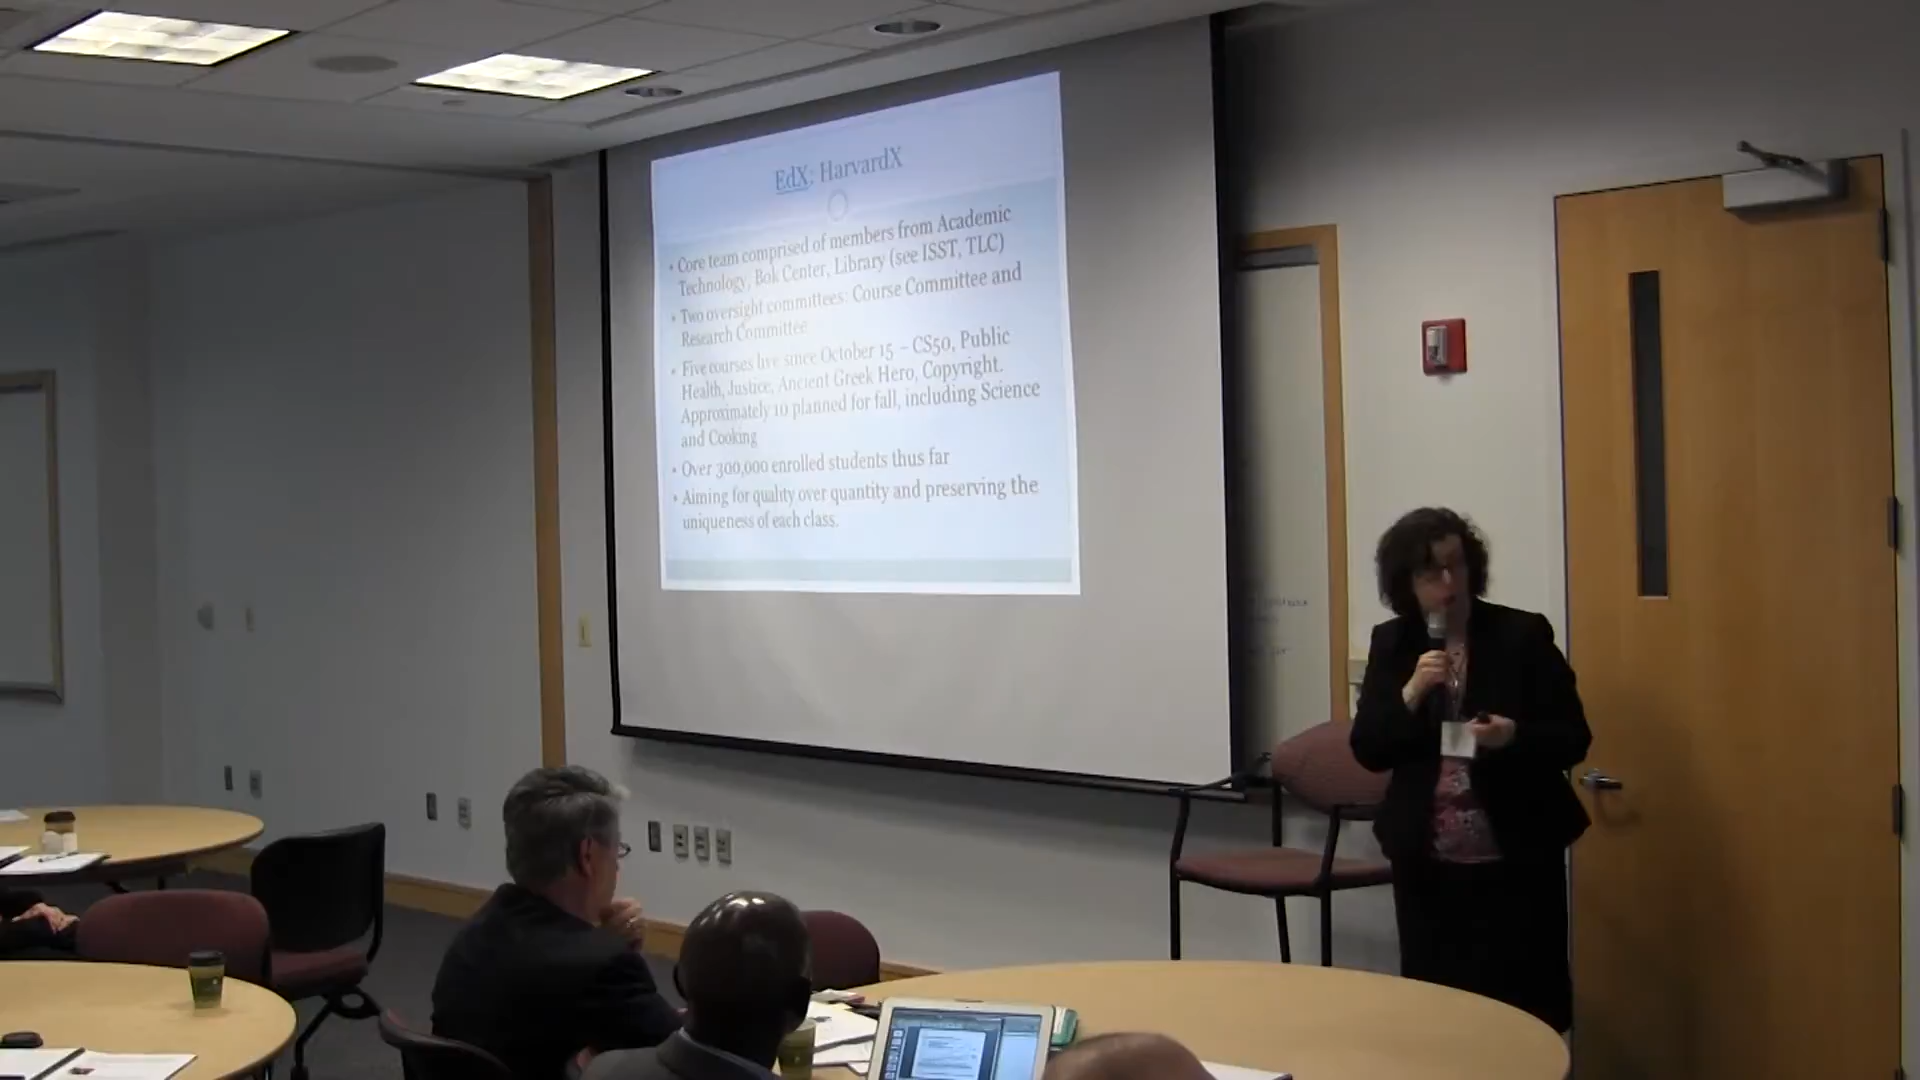 EdX: HarvardX
• Core team comprised of members from Academic
Technology, Bok Center, Library (see ISST, TLC)
• Two oversight committees: Course Committee and
Research Committee
• Five courses live since October 15 – CS50, Public
Health, Justice, Ancient Greek Hero, Copyright.
Approximately 10 planned for fall, including Science
and Cooking
• Over 300,000 enrolled students thus far
• Aiming for quality over quantity and preserving the
uniqueness of each class.